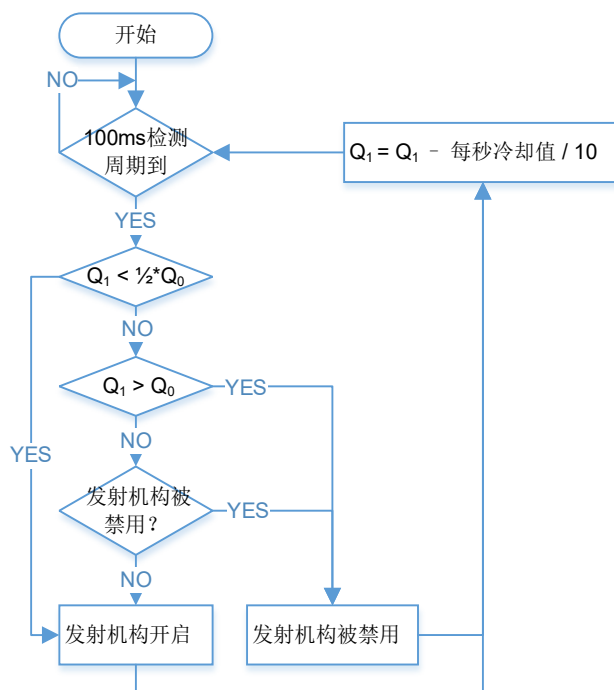 开始
NO
100ms检测
周期到
Q₁ = Q₁ - 每秒冷却值 / 10
YES
Q₁ < ½*Q₀
NO
Q₁ > Q₀
YES
NO
YES
发射机构被
禁用?
YES
NO
发射机构开启
发射机构被禁用